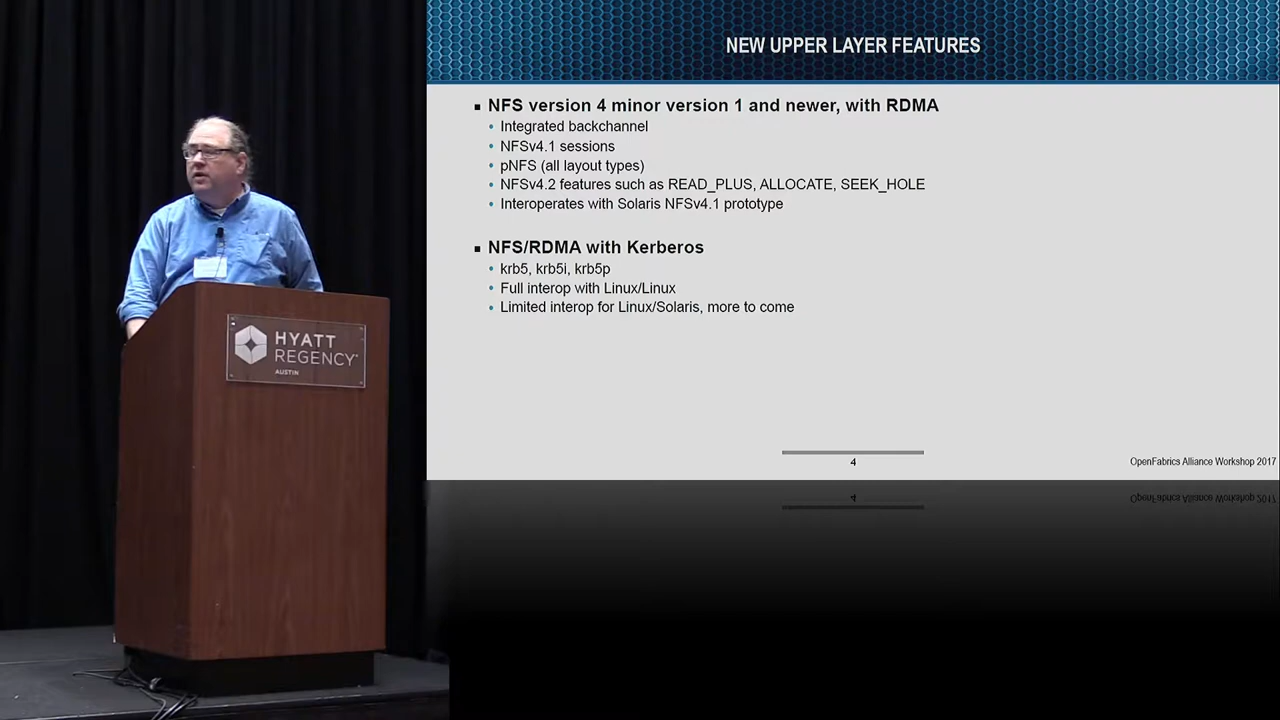 NEW UPPER LAYER FEATURES
▪ NFS version 4 minor version 1 and newer, with RDMA
• Integrated backchannel
• NFSv4.1 sessions
• pNFS (all layout types)
• NFSv4.2 features such as READ_PLUS, ALLOCATE, SEEK_HOLE
• Interoperates with Solaris NFSv4.1 prototype
▪ NFS/RDMA with Kerberos
• krb5, krb5i, krb5p
• Full interop with Linux/Linux
• Limited interop for Linux/Solaris, more to come
4
OpenFabrics Alliance Workshop 2017
HYATT
REGENCY
AUSTIN